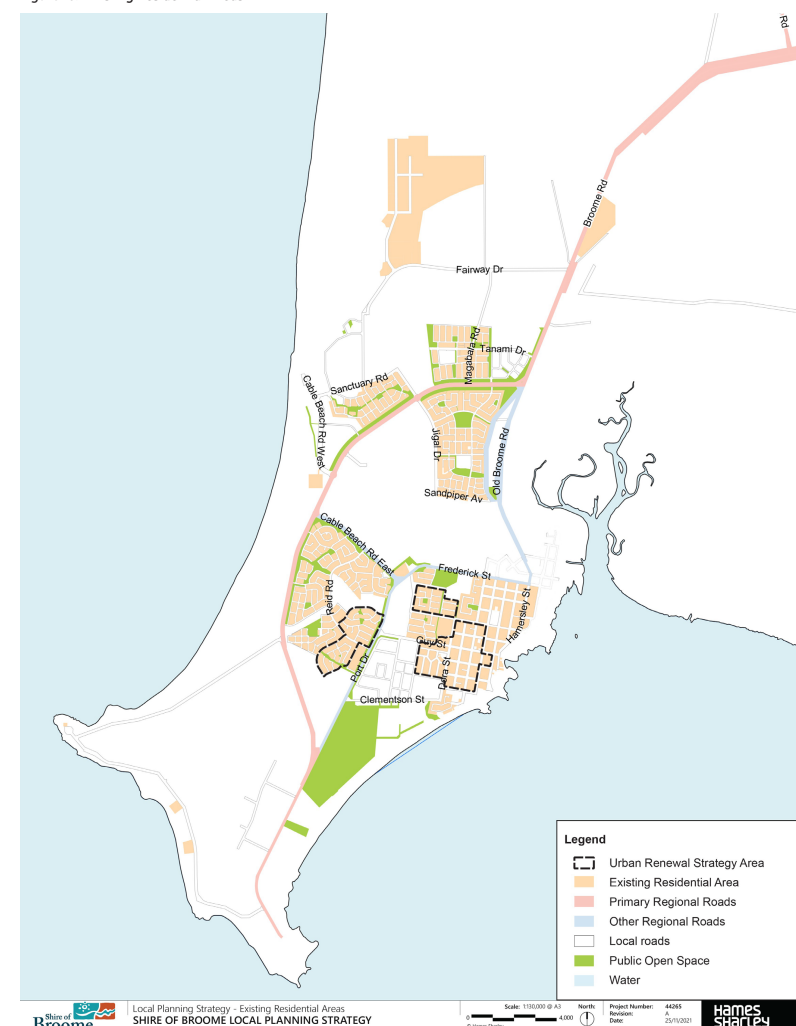 Rd
Broome Rd
Fairway Dr
Magabala Rd
Tanami Dr
Sanctuary Rd
Cable Beach Rd West
Jigal Dr
Old Broome Rd
Sandpiper Av
Cable Beach Rd East
Frederick St
Reid Rd
Hamersley St
Guy St
Port Dr
Dora St
Clementson St
Legend
Urban Renewal Strategy Area
Existing Residential Area
Primary Regional Roads
Other Regional Roads
Local roads
Public Open Space
Water
Shire of
Broome
Local Planning Strategy - Existing Residential Areas
SHIRE OF BROOME LOCAL PLANNING STRATEGY
Scale: 1:130,000 @ A3
0 4,000
North:
Project Number: 44265
Revision: A
Date: 25/11/2021
Hames
Sharley